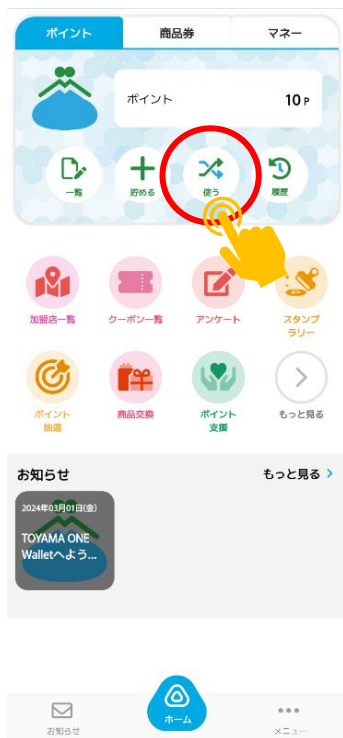 ポイント 商品券 マネー
ポイント 10 P
一覧 貯める 使う 履歴
加盟店一覧 クーポン一覧 アンケート スタンプ
ラリー
ポイント
抽選 商品交換 ポイント
支援 もっと見る
お知らせ もっと見る
2024年03月01日(金)
TOYAMA ONE
Walletへよう...
お知らせ ホーム メニュー